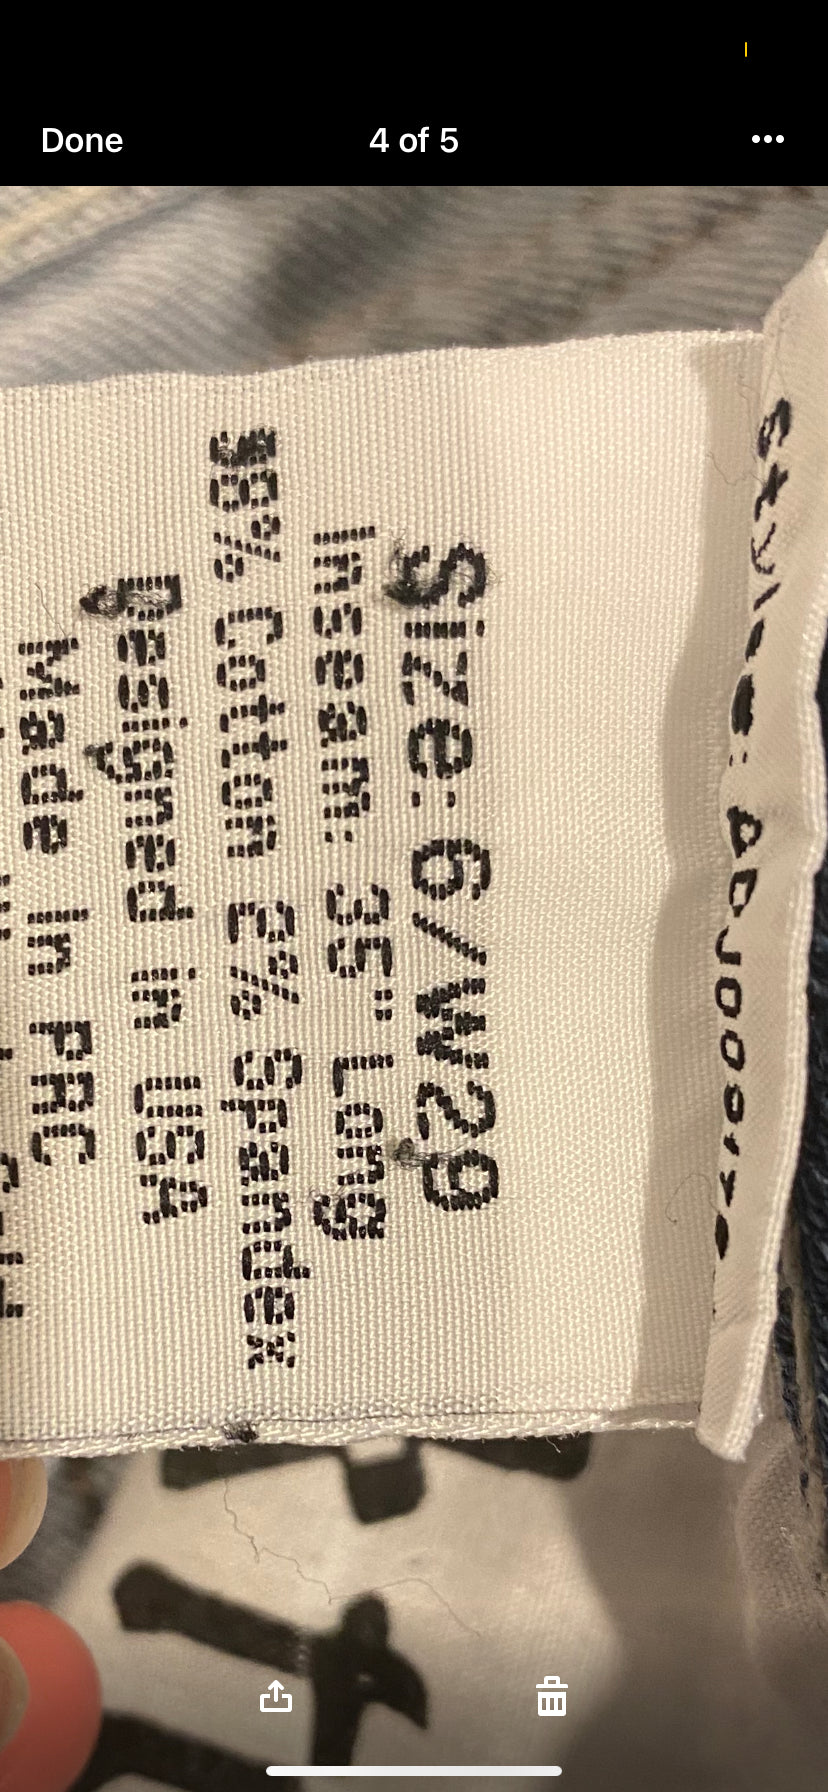 Done
4 of 5
Size: 6/W29
Inseam: 35" Long
98% Cotton 2% Spandex
Designed in USA
Made in PRC
Style: